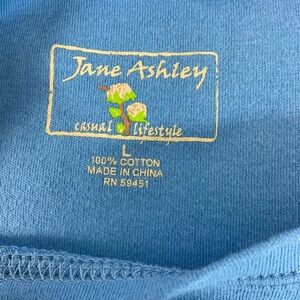 Jane Ashley
casual lifestyle
L
100% COTTON
MADE IN CHINA
RN 59451